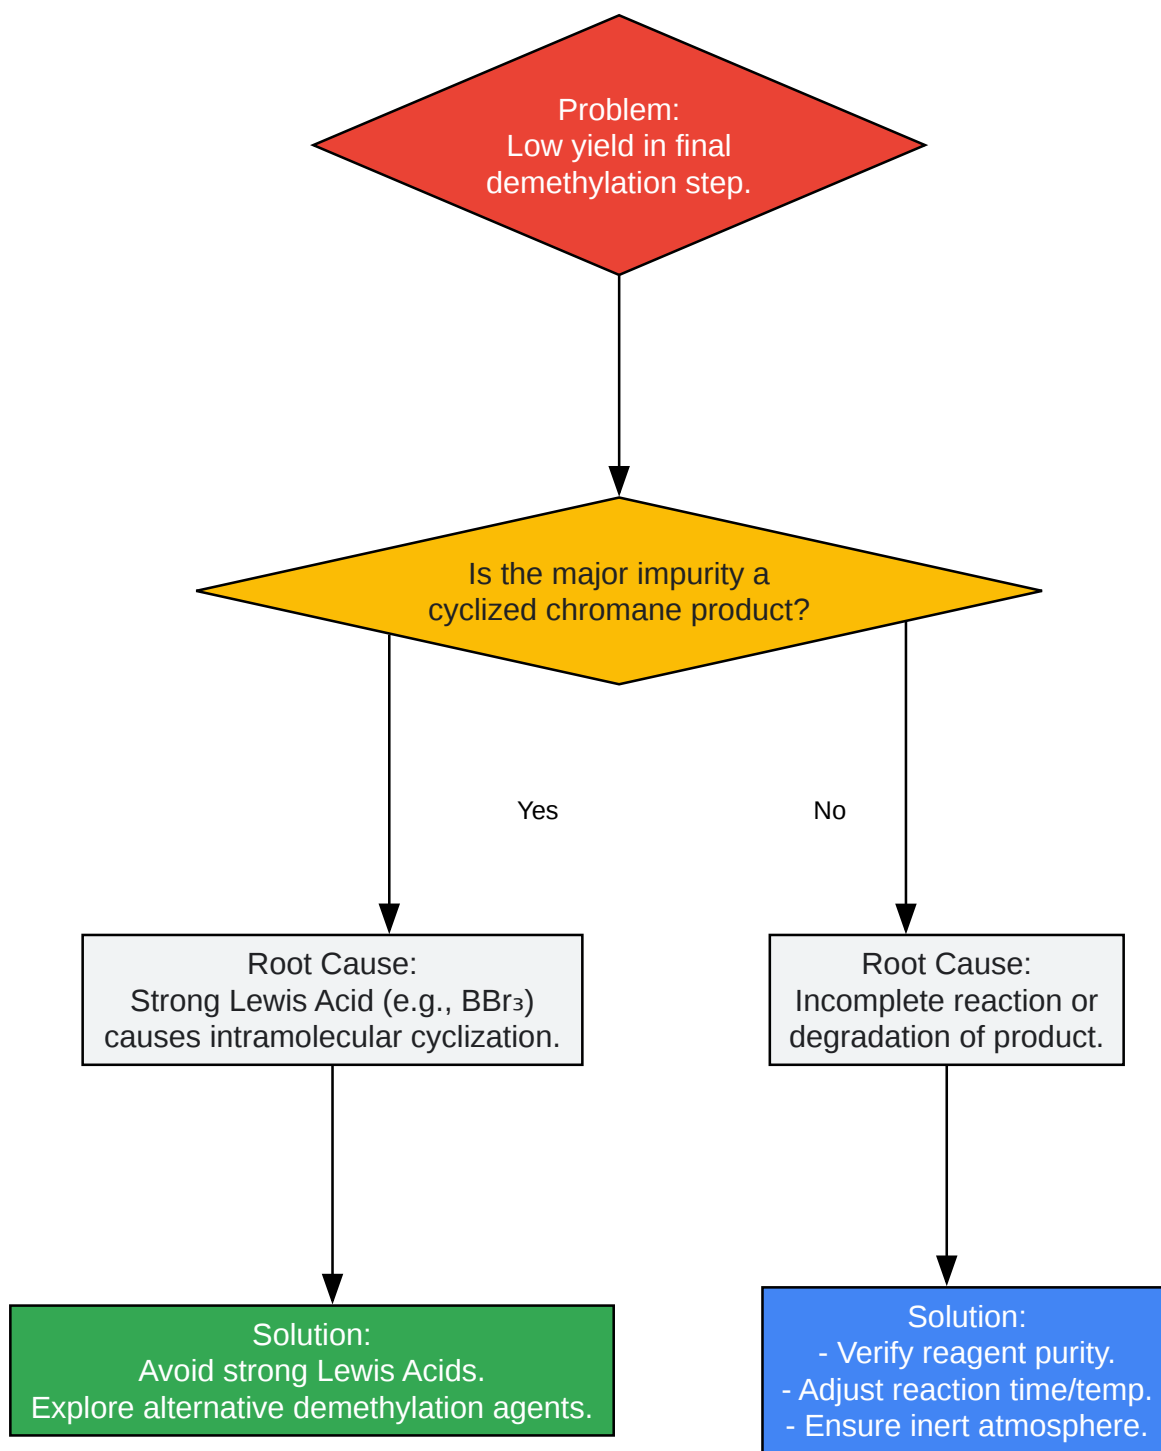 Problem:
Low yield in final
demethylation step.
Is the major impurity a
cyclized chromane product?
Yes
No
Root Cause:
Strong Lewis Acid (e.g., BBr₃)
causes intramolecular cyclization.
Root Cause:
Incomplete reaction or
degradation of product.
Solution:
Avoid strong Lewis Acids.
Explore alternative demethylation agents.
Solution:
- Verify reagent purity.
- Adjust reaction time/temp.
- Ensure inert atmosphere.